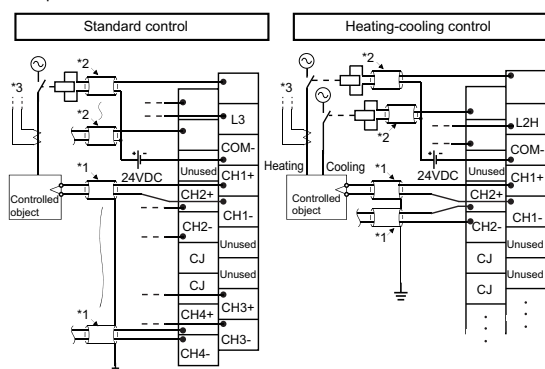 Standard control
Heating-cooling control
*2
*3
*2
L3
COM-
24VDC
Unused
CH1+
*1
Controlled object
CH2+
CH1-
CH2-
Unused
CJ
Unused
CJ
CH3+
*1
CH4+
CH3-
CH4-
*2
*3
*2
L2H
COM-
Heating
Cooling
*1
24VDC
Unused
CH1+
Controlled object
CH2+
CH1-
*1
CH2-
Unused
CJ
Unused
CJ